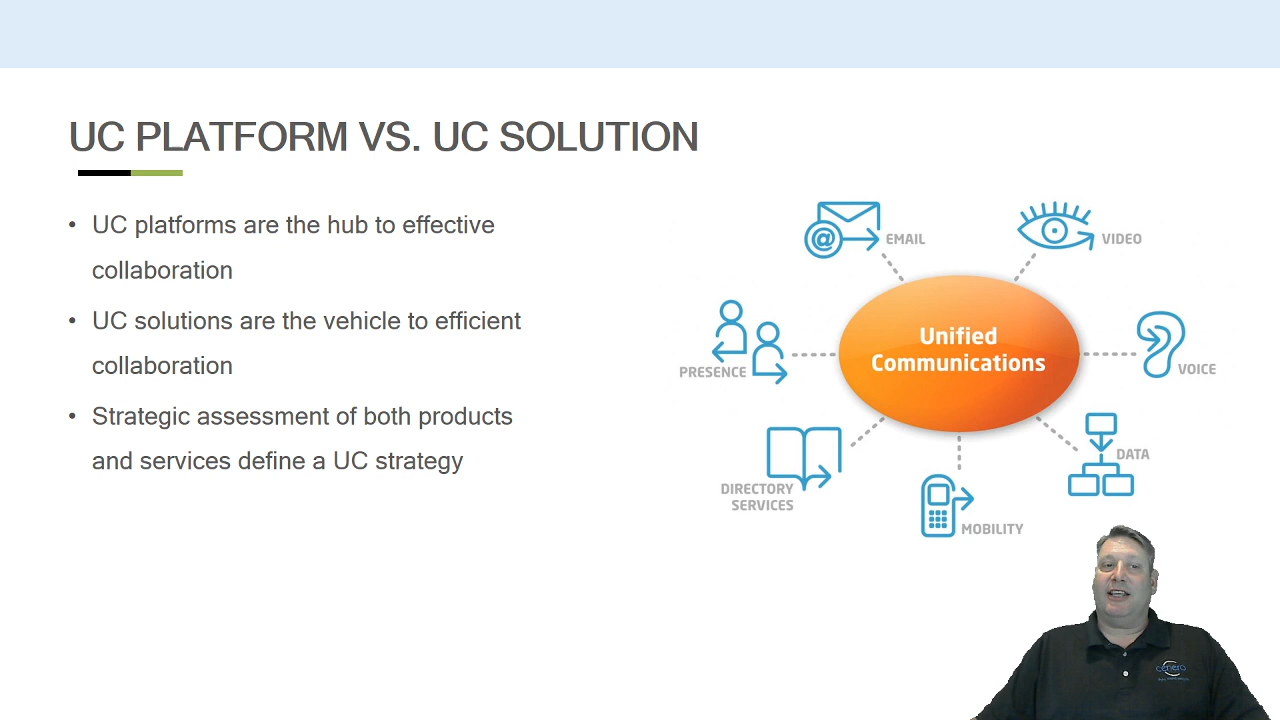 UC PLATFORM VS. UC SOLUTION
• UC platforms are the hub to effective
collaboration
• UC solutions are the vehicle to efficient
collaboration
• Strategic assessment of both products
and services define a UC strategy
EMAIL
VIDEO
Unified
Communications
PRESENCE
VOICE
DATA
DIRECTORY
SERVICES
MOBILITY
@
cenero